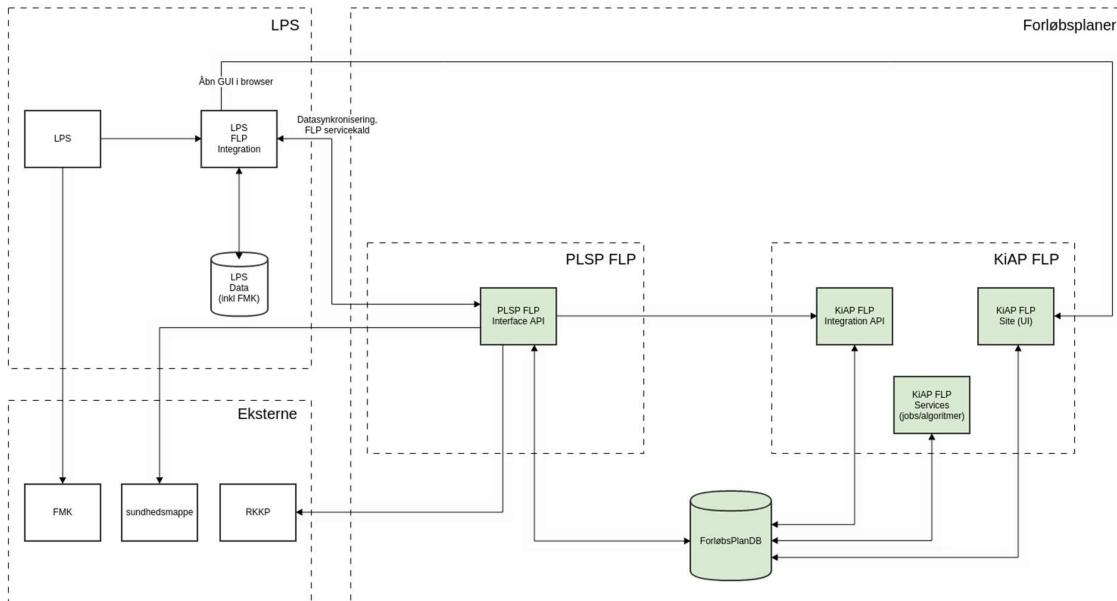 LPS
Forløbsplaner
Åbn GUI i browser
LPS
LPS
FLP
Integration
Datasynkronisering,
FLP servicekald
LPS
Data
(inkl FMK)
PLSP FLP
KiAP FLP
PLSP FLP
Interface API
KiAP FLP
Integration API
KiAP FLP
Site (UI)
KiAP FLP
Services
(jobs/algoritmer)
Eksterne
FMK
sundhedsmappe
RKKP
ForløbsPlanDB